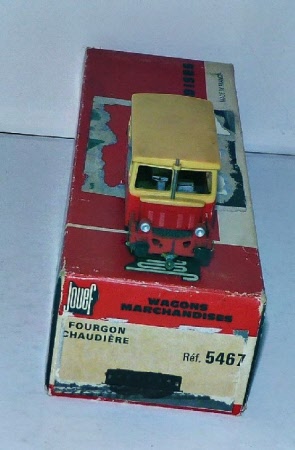 Jouef
WAGONS
MARCHANDISES
FOURGON
CHAUDIÈRE
Réf. 5467